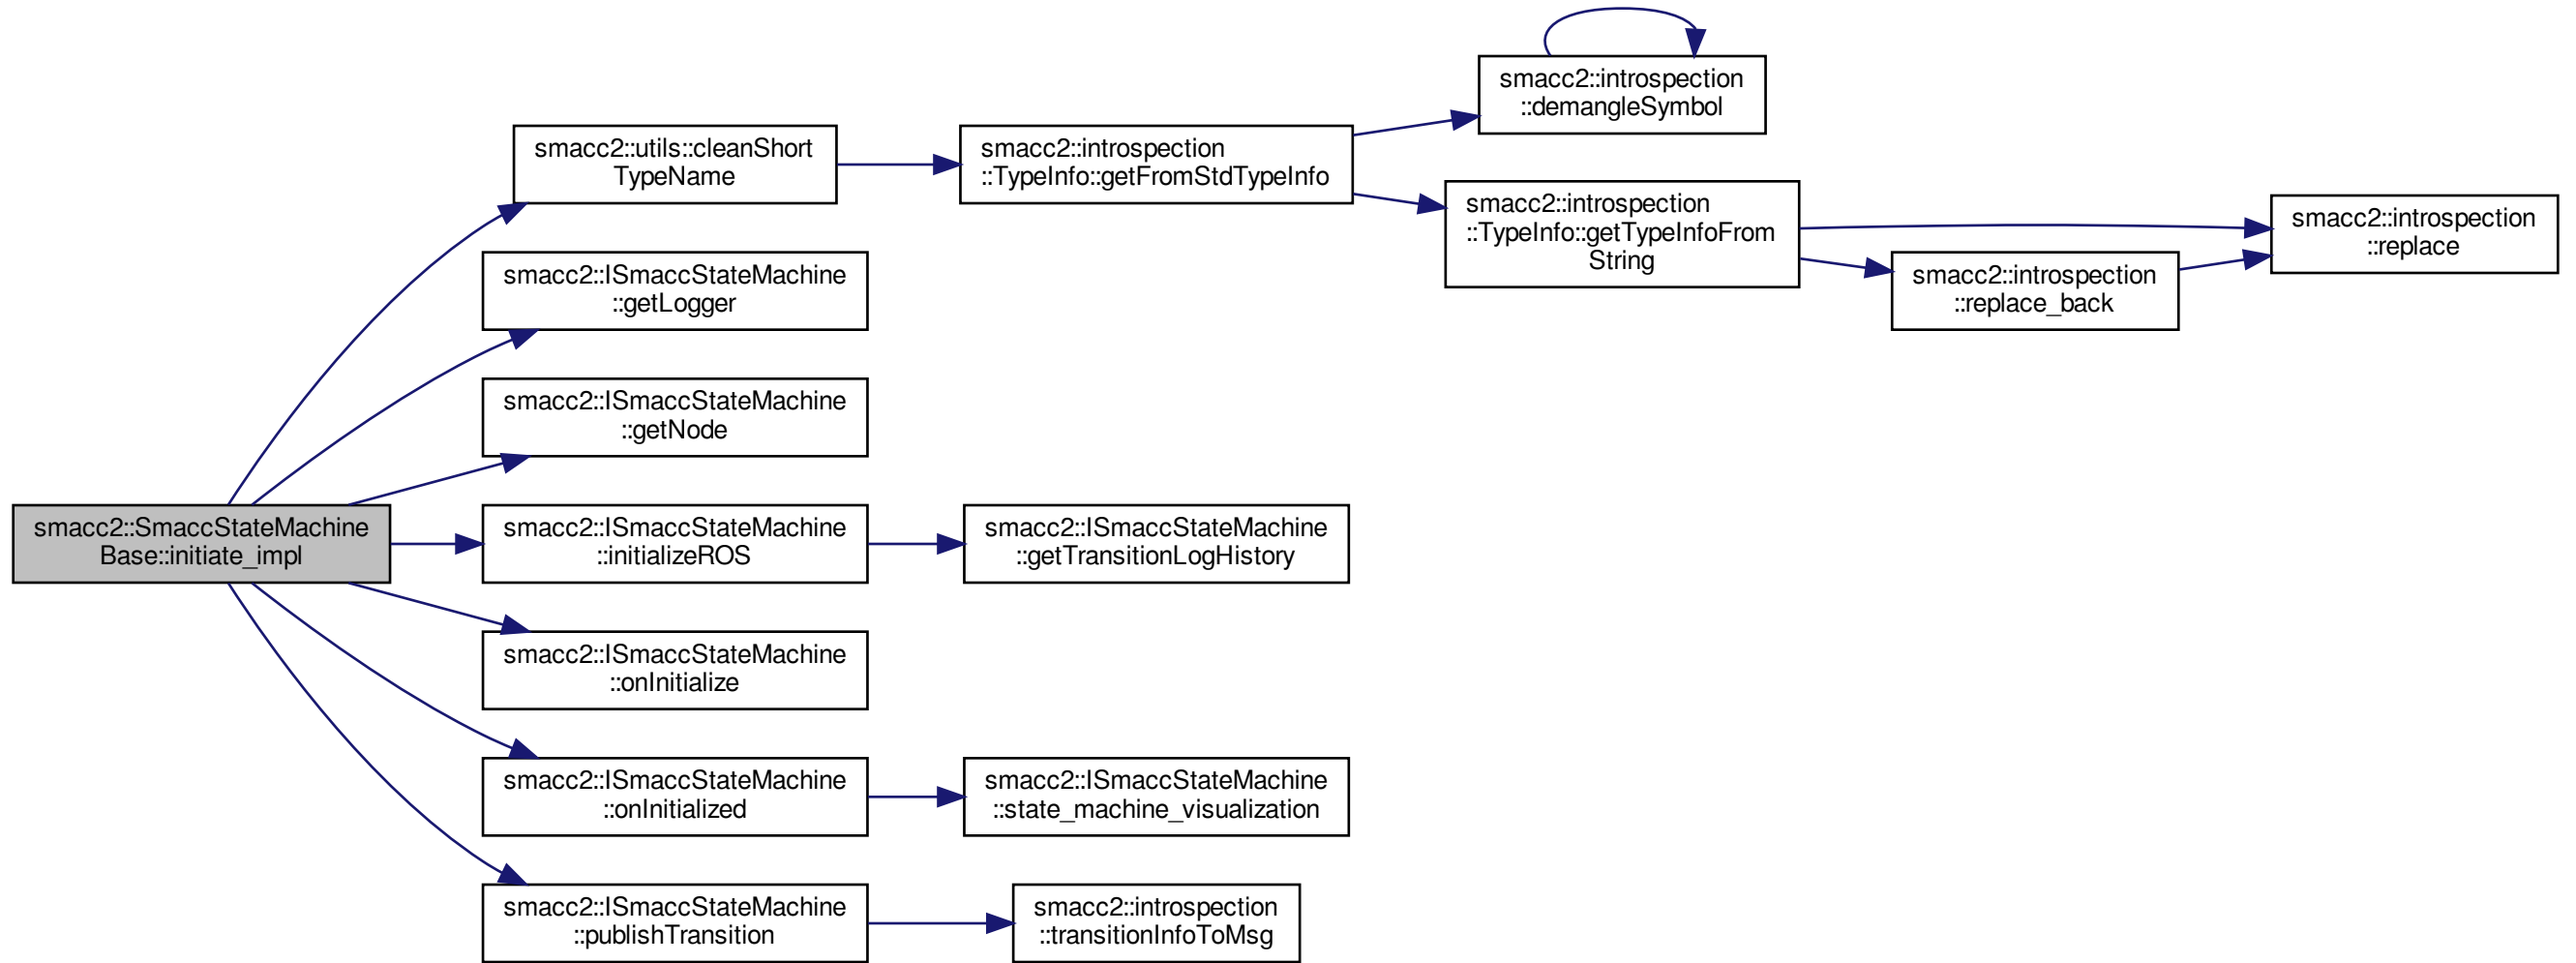 smacc2::SmaccStateMachine
Base::initiate_impl
smacc2::utils::cleanShort
TypeName
smacc2::introspection
::TypeInfo::getFromStdTypeInfo
smacc2::introspection
::demangleSymbol
smacc2::introspection
::TypeInfo::getTypeInfoFrom
String
smacc2::introspection
::replace
smacc2::introspection
::replace_back
smacc2::ISmaccStateMachine
::getLogger
smacc2::ISmaccStateMachine
::getNode
smacc2::ISmaccStateMachine
::initializeROS
smacc2::ISmaccStateMachine
::getTransitionLogHistory
smacc2::ISmaccStateMachine
::onInitialize
smacc2::ISmaccStateMachine
::onInitialized
smacc2::ISmaccStateMachine
::state_machine_visualization
smacc2::ISmaccStateMachine
::publishTransition
smacc2::introspection
::transitionInfoToMsg